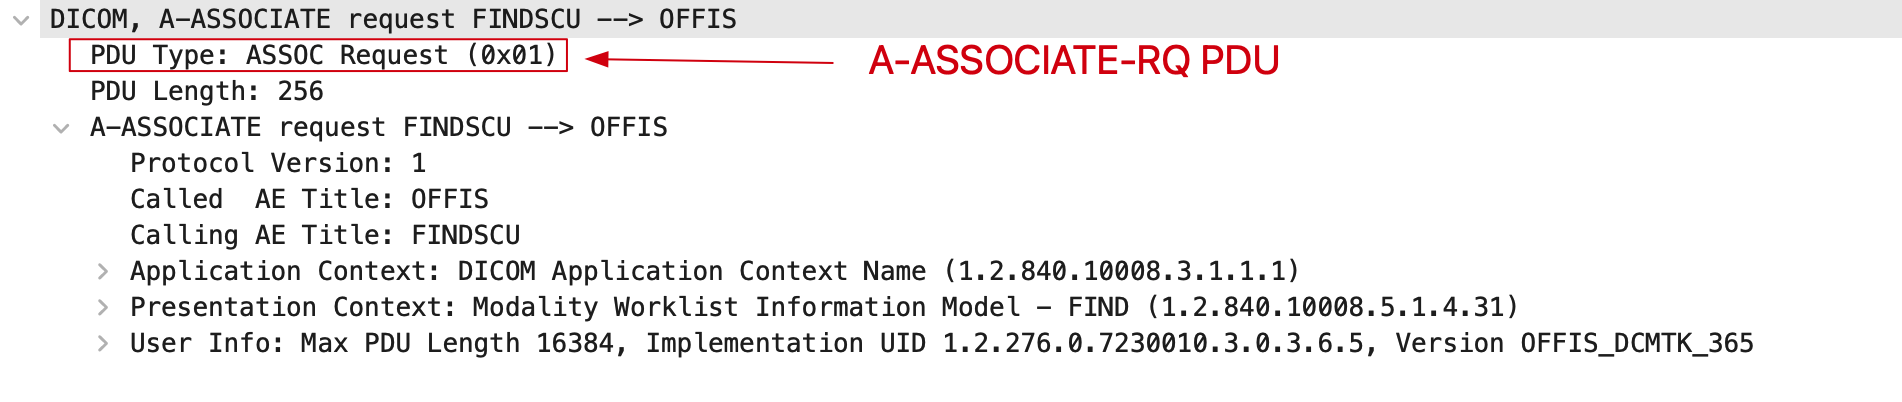 DICOM, A-ASSOCIATE request FINDSCU --> OFFIS
PDU Type: ASSOC Request (0x01)
A-ASSOCIATE-RQ PDU
PDU Length: 256
A-ASSOCIATE request FINDSCU --> OFFIS
Protocol Version: 1
Called  AE Title: OFFIS
Calling AE Title: FINDSCU
Application Context: DICOM Application Context Name (1.2.840.10008.3.1.1.1)
Presentation Context: Modality Worklist Information Model – FIND (1.2.840.10008.5.1.4.31)
User Info: Max PDU Length 16384, Implementation UID 1.2.276.0.7230010.3.0.3.6.5, Version OFFIS_DCMTK_365